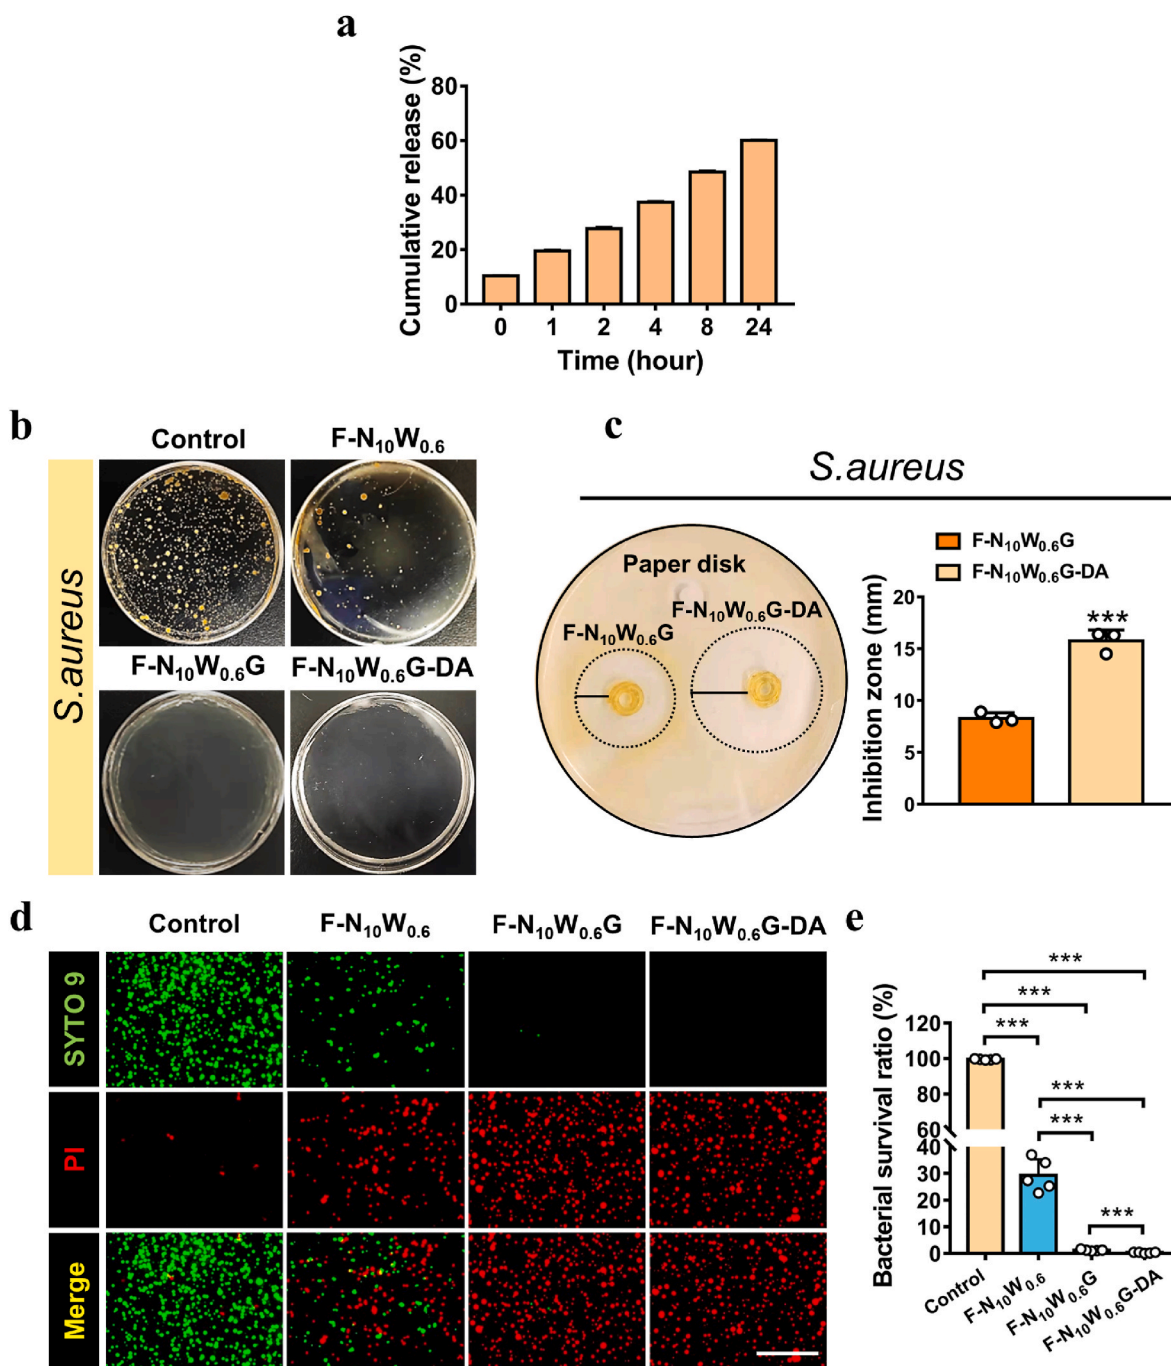 a
Cumulative release (%)
80
60
40
20
0
0 1 2 4 8 24
Time (hour)
b
Control F-N₁₀W₀.₆
S.aureus
F-N₁₀W₀.₆G F-N₁₀W₀.₆G-DA
c
S.aureus
Paper disk
F-N₁₀W₀.₆G
F-N₁₀W₀.₆G-DA
F-N₁₀W₀.₆G
F-N₁₀W₀.₆G-DA
Inhibition zone (mm)
20
15
10
5
0
***
d
Control F-N₁₀W₀.₆ F-N₁₀W₀.₆G F-N₁₀W₀.₆G-DA
SYTO 9
PI
Merge
e
Bacterial survival ratio (%)
120
100
80
60
40
30
20
10
0
***
***
***
***
***
***
Control
F-N₁₀W₀.₆
F-N₁₀W₀.₆G
F-N₁₀W₀.₆G-DA